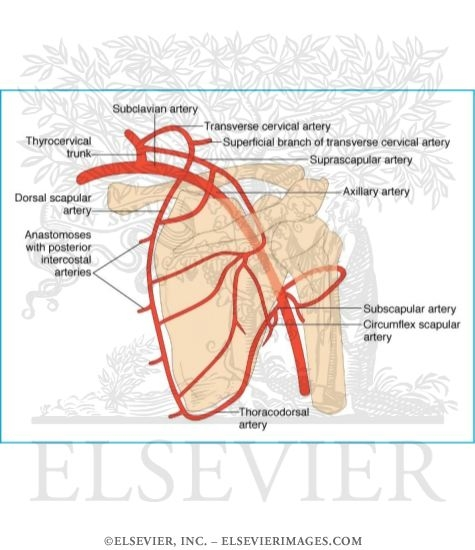 Subclavian artery
Transverse cervical artery
Superficial branch of transverse cervical artery
Thyrocervical
trunk
Suprascapular artery
Axillary artery
Dorsal scapular
artery
Anastomoses
with posterior
intercostal
arteries
Subscapular artery
Circumflex scapular
artery
Thoracodorsal
artery
ELSEVIER
©ELSEVIER, INC. – ELSEVIERIMAGES.COM